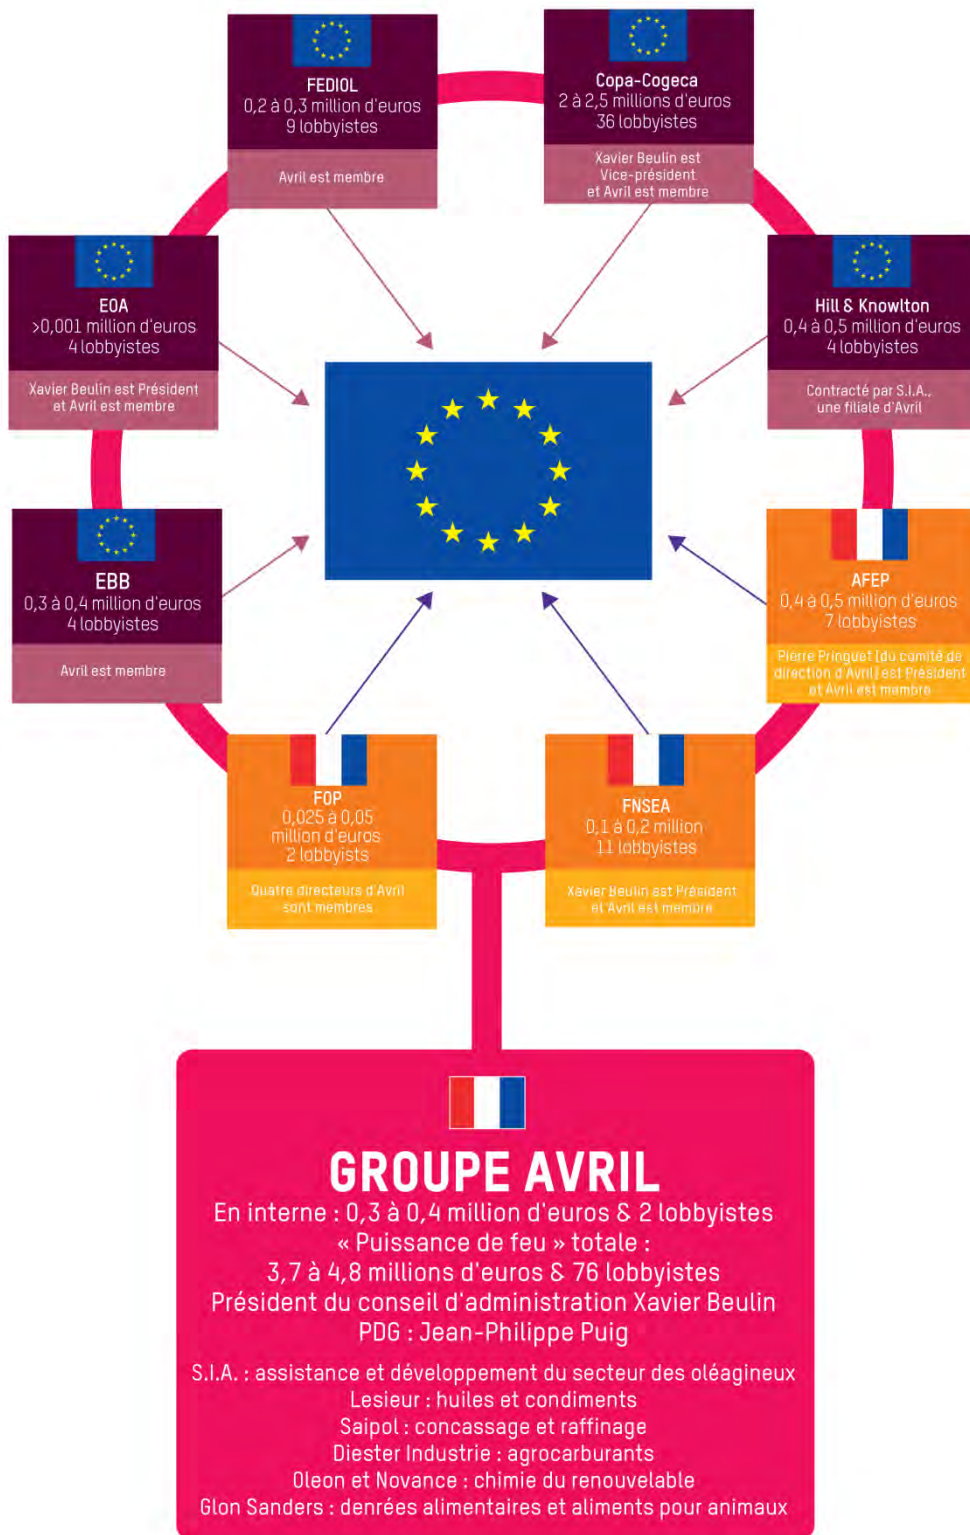 FEDIOL
0,2 à 0,3 million d'euros
9 lobbyistes
Avril est membre
Copa-Cogeca
2 à 2,5 millions d'euros
36 lobbyistes
Xavier Beulin est
Vice-président
et Avril est membre
EOA
>0,001 million d'euros
4 lobbyistes
Xavier Beulin est Président
et Avril est membre
Hill & Knowlton
0,4 à 0,5 million d'euros
4 lobbyistes
Contracté par S.I.A.,
une filiale d'Avril
EBB
0,3 à 0,4 million d'euros
4 lobbyistes
Avril est membre
AFEP
0,4 à 0,5 million d'euros
7 lobbyistes
Pierre Pringuet (du comité de
direction d'Avril) est Président
et Avril est membre
FOP
0,025 à 0,05
million d'euros
2 lobbyists
Quatre directeurs d'Avril
sont membres
FNSEA
0,1 à 0,2 million
11 lobbyistes
Xavier Beulin est Président
et Avril est membre
GROUPE AVRIL
En interne : 0,3 à 0,4 million d'euros & 2 lobbyistes
« Puissance de feu » totale :
3,7 à 4,8 millions d'euros & 76 lobbyistes
Président du conseil d'administration Xavier Beulin
PDG : Jean-Philippe Puig
S.I.A. : assistance et développement du secteur des oléagineux
Lesieur : huiles et condiments
Saipol : concassage et raffinage
Diester Industrie : agrocarburants
Oleon et Novance : chimie du renouvelable
Glon Sanders : denrées alimentaires et aliments pour animaux